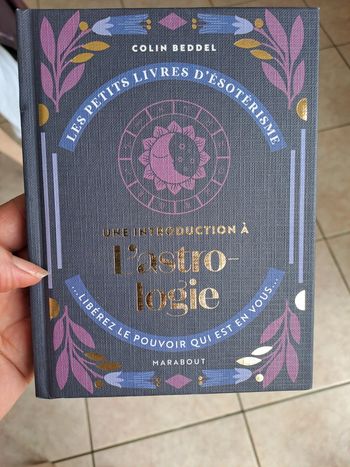 COLIN BEDDEL
LES PETITS LIVRES D'ÉSOTÉRISME
UNE INTRODUCTION À
L'astro-
logie
...LIBÉREZ LE POUVOIR QUI EST EN VOUS...
MARABOUT